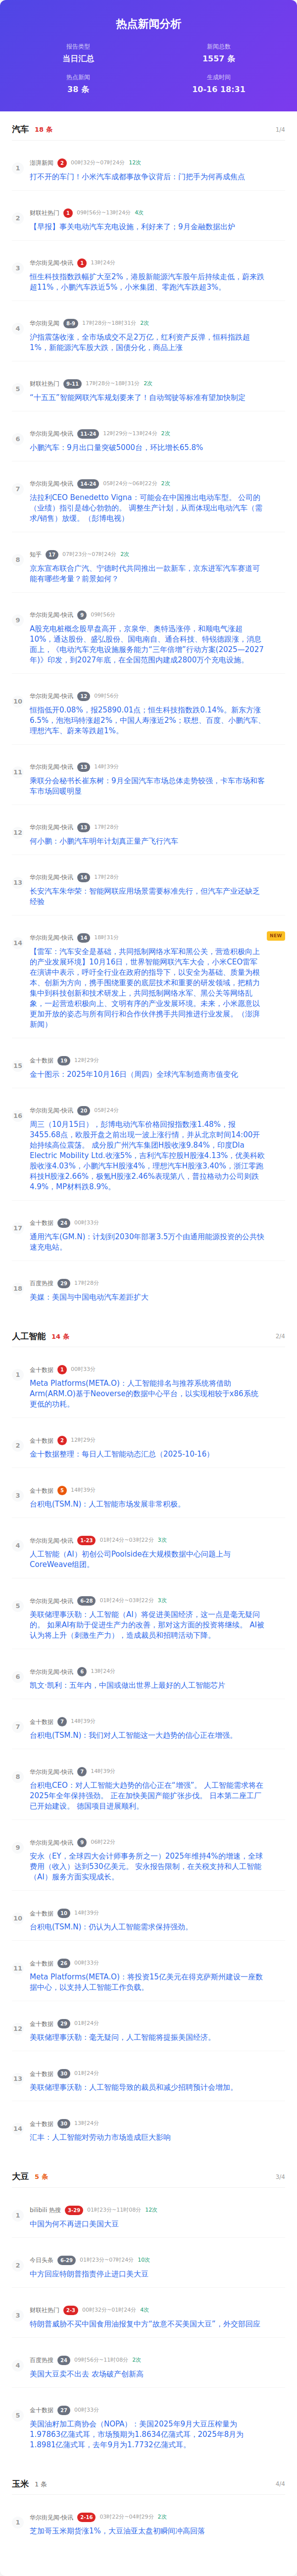 热点新闻分析
报告类型
新闻总数
当日汇总
1557 条
热点新闻
生成时间
38 条
10-16 18:31
汽车 18 条 1/4
1
澎湃新闻 2 00时32分~07时24分 12次
打不开的车门！小米汽车成都事故争议背后：门把手为何再成焦点
2
财联社热门 1 09时56分~13时24分 4次
【早报】事关电动汽车充电设施，利好来了；9月金融数据出炉
3
华尔街见闻·快讯 1 13时24分
恒生科技指数跌幅扩大至2%，港股新能源汽车股午后持续走低，蔚来跌
超11%，小鹏汽车跌近5%，小米集团、零跑汽车跌超3%。
4
华尔街见闻 8-9 17时28分~18时31分 2次
沪指震荡收涨，全市场成交不足2万亿，红利资产反弹，恒科指跌超
1%，新能源汽车股大跌，国债分化，商品上涨
5
财联社热门 9-11 17时28分~18时31分 2次
“十五五”智能网联汽车规划要来了！自动驾驶等标准有望加快制定
6
华尔街见闻·快讯 11-24 12时29分~13时24分 2次
小鹏汽车：9月出口量突破5000台，环比增长65.8%
7
华尔街见闻·快讯 14-24 05时24分~06时22分 2次
法拉利CEO Benedetto Vigna：可能会在中国推出电动车型。 公司的
（业绩）指引是雄心勃勃的。 调整生产计划，从而体现出电动汽车（需
求/销售）放缓。（彭博电视）
8
知乎 17 07时23分~07时24分 2次
京东宣布联合广汽、宁德时代共同推出一款新车，京东进军汽车赛道可
能有哪些考量？前景如何？
9
华尔街见闻·快讯 9 09时56分
A股充电桩概念股早盘高开，京泉华、奥特迅涨停，和顺电气涨超
10%，通达股份、盛弘股份、国电南自、通合科技、特锐德跟涨，消息
面上，《电动汽车充电设施服务能力“三年倍增”行动方案(2025—2027
年)》印发，到2027年底，在全国范围内建成2800万个充电设施。
10
华尔街见闻·快讯 12 09时56分
恒指低开0.08%，报25890.01点；恒生科技指数跌0.14%。新东方涨
6.5%，泡泡玛特涨超2%，中国人寿涨近2%；联想、百度、小鹏汽车、
理想汽车、蔚来等跌超1%。
11
华尔街见闻·快讯 13 14时39分
乘联分会秘书长崔东树：9月全国汽车市场总体走势较强，卡车市场和客
车市场回暖明显
12
华尔街见闻·快讯 13 17时28分
何小鹏：小鹏汽车明年计划真正量产飞行汽车
13
华尔街见闻·快讯 14 17时28分
长安汽车朱华荣：智能网联应用场景需要标准先行，但汽车产业还缺乏
经验
NEW
14
华尔街见闻·快讯 14 18时31分
【雷军：汽车安全是基础，共同抵制网络水军和黑公关，营造积极向上
的产业发展环境】10月16日，世界智能网联汽车大会，小米CEO雷军
在演讲中表示，呼吁全行业在政府的指导下，以安全为基础、质量为根
本、创新为方向，携手围绕重要的底层技术和重要的研发领域，把精力
集中到科技创新和技术研发上，共同抵制网络水军、黑公关等网络乱
象，一起营造积极向上、文明有序的产业发展环境。未来，小米愿意以
更加开放的姿态与所有同行和合作伙伴携手共同推进行业发展。（澎湃
新闻）
15
金十数据 19 12时29分
金十图示：2025年10月16日（周四）全球汽车制造商市值变化
16
华尔街见闻·快讯 20 05时24分
周三（10月15日），彭博电动汽车价格回报指数涨1.48%，报
3455.68点，欧股开盘之前出现一波上涨行情，并从北京时间14:00开
始持续高位震荡。 成分股广州汽车集团H股收涨9.84%，印度Ola
Electric Mobility Ltd.收涨5%，吉利汽车控股H股涨4.13%，优美科欧
股收涨4.03%，小鹏汽车H股涨4%，理想汽车H股涨3.40%，浙江零跑
科技H股涨2.66%，极氪H股涨2.46%表现第八，普拉格动力公司则跌
4.9%，MP材料跌8.9%。
17
金十数据 24 00时33分
通用汽车(GM.N)：计划到2030年部署3.5万个由通用能源投资的公共快
速充电站。
18
百度热搜 29 17时28分
美媒：美国与中国电动汽车差距扩大
人工智能 14 条 2/4
1
金十数据 1 00时33分
Meta Platforms(META.O)：人工智能排名与推荐系统将借助
Arm(ARM.O)基于Neoverse的数据中心平台，以实现相较于x86系统
更低的功耗。
2
金十数据 2 12时29分
金十数据整理：每日人工智能动态汇总（2025-10-16）
3
金十数据 5 14时39分
台积电(TSM.N)：人工智能市场发展非常积极。
4
华尔街见闻·快讯 1-23 01时24分~03时22分 3次
人工智能（AI）初创公司Poolside在大规模数据中心问题上与
CoreWeave组团。
5
华尔街见闻·快讯 6-28 01时24分~03时22分 3次
美联储理事沃勒：人工智能（AI）将促进美国经济，这一点是毫无疑问
的。 如果AI有助于促进生产力的改善，那对这方面的投资将继续。 AI被
认为将上升（刺激生产力），造成裁员和招聘活动下降。
6
华尔街见闻·快讯 6 13时24分
凯文·凯利：五年内，中国或做出世界上最好的人工智能芯片
7
金十数据 7 14时39分
台积电(TSM.N)：我们对人工智能这一大趋势的信心正在增强。
8
华尔街见闻·快讯 7 14时39分
台积电CEO：对人工智能大趋势的信心正在“增强”。 人工智能需求将在
2025年全年保持强劲。 正在加快美国产能扩张步伐。 日本第二座工厂
已开始建设。 德国项目进展顺利。
9
华尔街见闻·快讯 9 06时22分
安永（EY，全球四大会计师事务所之一）2025年维持4%的增速，全球
费用（收入）达到530亿美元。 安永报告限制，在关税支持和人工智能
（AI）服务方面实现成长。
10
金十数据 10 14时39分
台积电(TSM.N)：仍认为人工智能需求保持强劲。
11
金十数据 26 00时33分
Meta Platforms(META.O)：将投资15亿美元在得克萨斯州建设一座数
据中心，以支持人工智能工作负载。
12
金十数据 29 01时24分
美联储理事沃勒：毫无疑问，人工智能将提振美国经济。
13
金十数据 30 01时24分
美联储理事沃勒：人工智能导致的裁员和减少招聘预计会增加。
14
金十数据 30 13时24分
汇丰：人工智能对劳动力市场造成巨大影响
大豆 5 条 3/4
1
bilibili 热搜 3-29 01时23分~11时08分 12次
中国为何不再进口美国大豆
2
今日头条 6-29 01时23分~07时24分 10次
中方回应特朗普指责停止进口美大豆
3
财联社热门 2-3 00时32分~01时24分 4次
特朗普威胁不买中国食用油报复中方“故意不买美国大豆”，外交部回应
4
百度热搜 24 09时56分~11时08分 2次
美国大豆卖不出去 农场破产创新高
5
金十数据 27 00时33分
美国油籽加工商协会（NOPA）：美国2025年9月大豆压榨量为
1.97863亿蒲式耳，市场预期为1.8634亿蒲式耳，2025年8月为
1.8981亿蒲式耳，去年9月为1.7732亿蒲式耳。
玉米 1 条 4/4
1
华尔街见闻·快讯 2-16 03时22分~04时29分 2次
芝加哥玉米期货涨1%，大豆油亚太盘初瞬间冲高回落